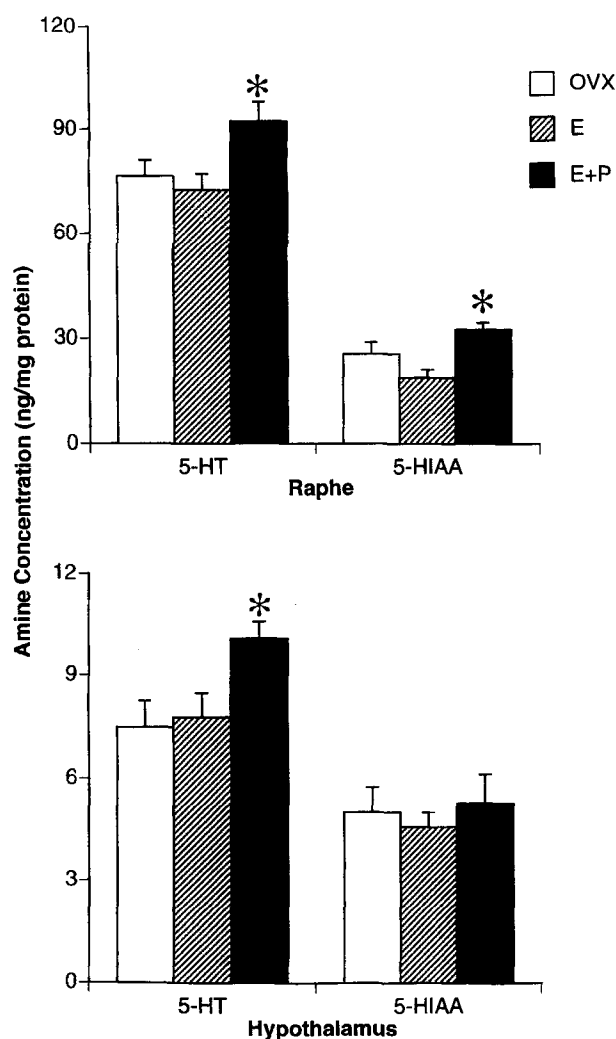 120
90
60
30
0
*
*
OVX
E
E+P
5-HT
5-HIAA
Raphe
Amine Concentration (ng/mg protein)
12
9
6
3
0
*
5-HT
5-HIAA
Hypothalamus